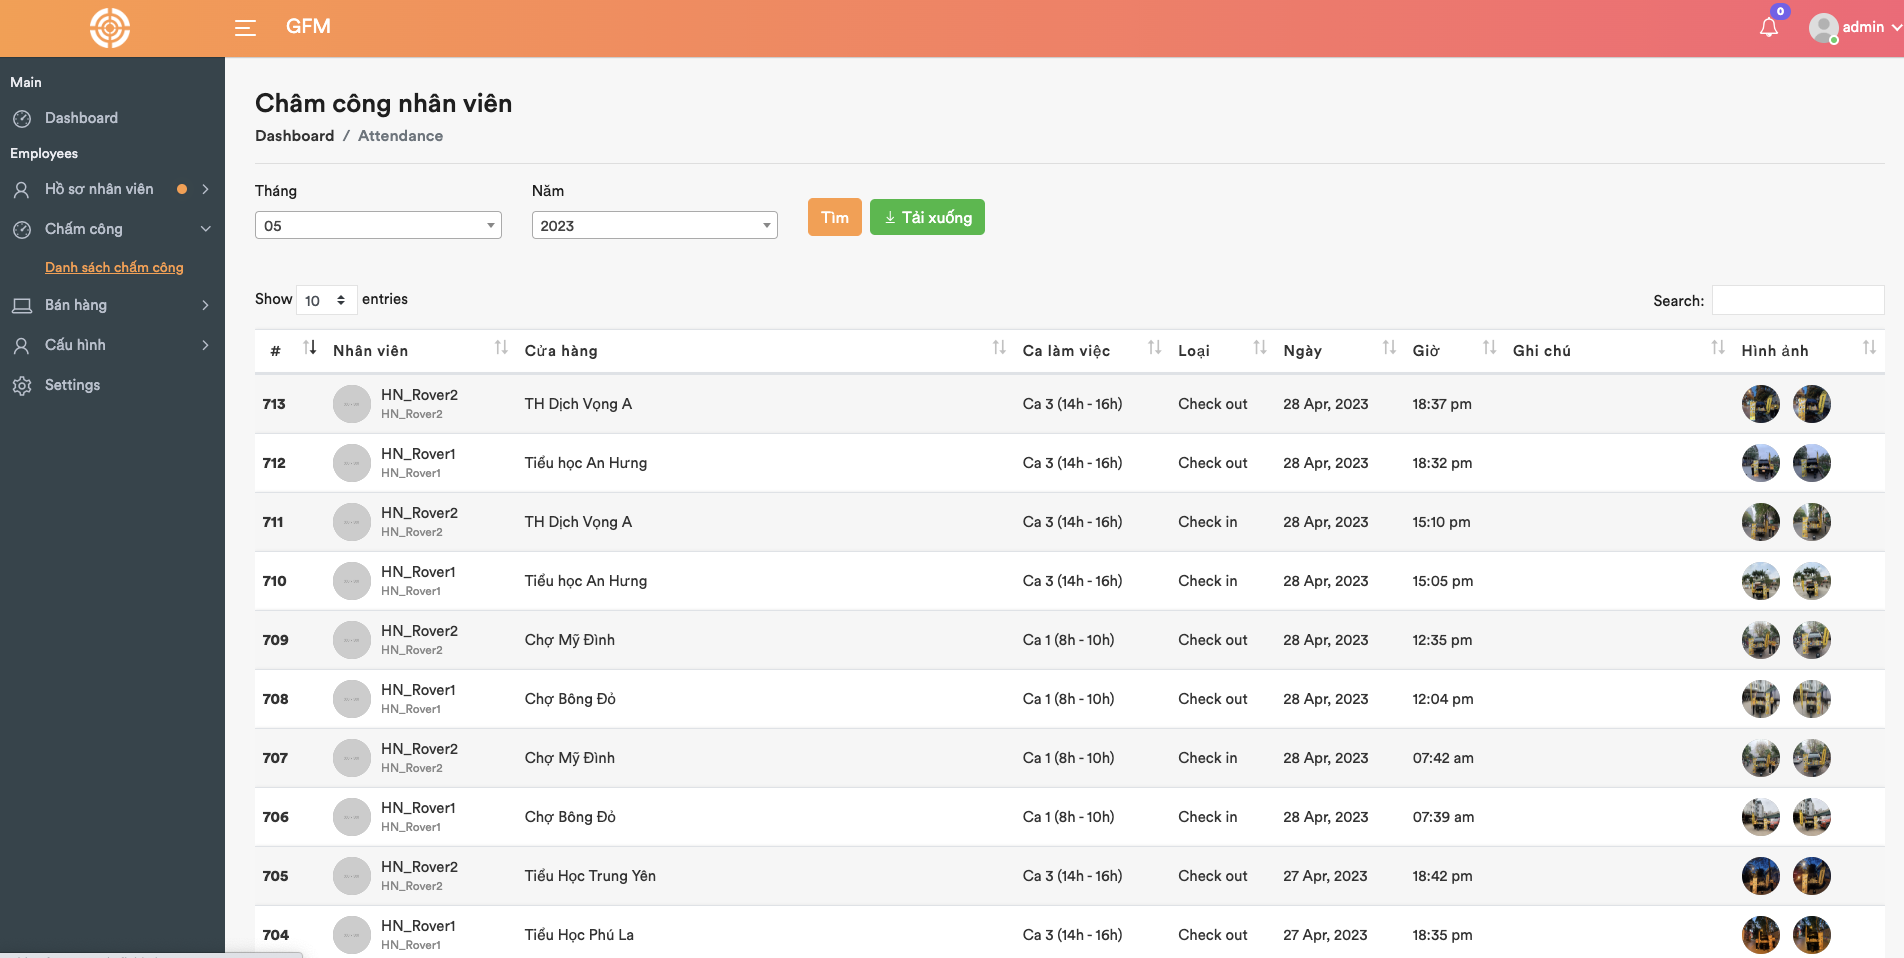 GFM
0
admin
Main
Dashboard
Employees
Hồ sơ nhân viên
Chấm công
Danh sách chấm công
Bán hàng
Cấu hình
Settings
Châm công nhân viên
Dashboard / Attendance
Tháng Năm
05 2023 Tìm Tải xuống
Show 10 entries Search:
# Nhân viên Cửa hàng Ca làm việc Loại Ngày Giờ Ghi chú Hình ảnh
713 HN_Rover2 TH Dịch Vọng A Ca 3 (14h - 16h) Check out 28 Apr, 2023 18:37 pm
HN_Rover2
712 HN_Rover1 Tiểu học An Hưng Ca 3 (14h - 16h) Check out 28 Apr, 2023 18:32 pm
HN_Rover1
711 HN_Rover2 TH Dịch Vọng A Ca 3 (14h - 16h) Check in 28 Apr, 2023 15:10 pm
HN_Rover2
710 HN_Rover1 Tiểu học An Hưng Ca 3 (14h - 16h) Check in 28 Apr, 2023 15:05 pm
HN_Rover1
709 HN_Rover2 Chợ Mỹ Đình Ca 1 (8h - 10h) Check out 28 Apr, 2023 12:35 pm
HN_Rover2
708 HN_Rover1 Chợ Bông Đỏ Ca 1 (8h - 10h) Check out 28 Apr, 2023 12:04 pm
HN_Rover1
707 HN_Rover2 Chợ Mỹ Đình Ca 1 (8h - 10h) Check in 28 Apr, 2023 07:42 am
HN_Rover2
706 HN_Rover1 Chợ Bông Đỏ Ca 1 (8h - 10h) Check in 28 Apr, 2023 07:39 am
HN_Rover1
705 HN_Rover2 Tiểu Học Trung Yên Ca 3 (14h - 16h) Check out 27 Apr, 2023 18:42 pm
HN_Rover2
704 HN_Rover1 Tiểu Học Phú La Ca 3 (14h - 16h) Check out 27 Apr, 2023 18:35 pm
HN_Rover1